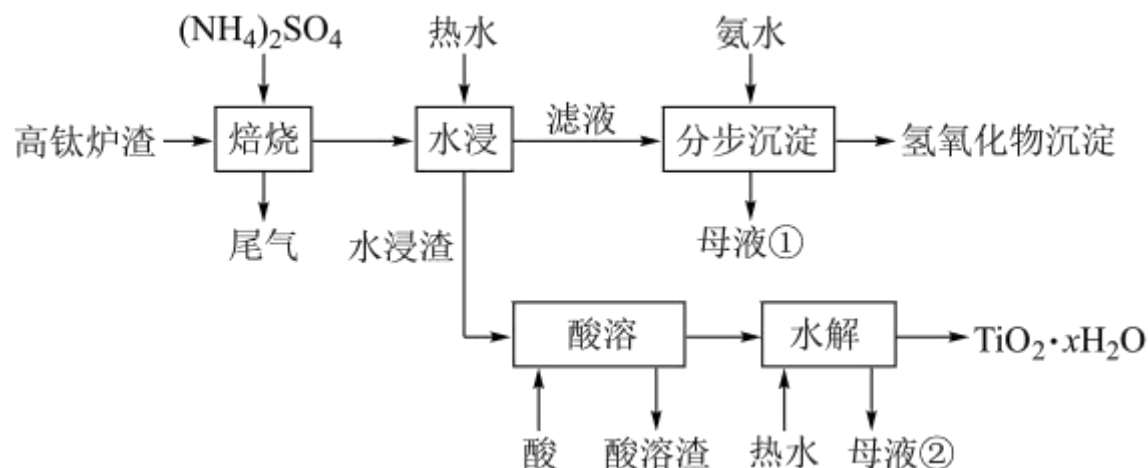 (NH₄)₂SO₄ 热水 氨水
高钛炉渣 焙烧 水浸 滤液 分步沉淀 氢氧化物沉淀
尾气 水浸渣 母液①
酸溶 水解 TiO₂·xH₂O
酸 酸溶渣 热水 母液②